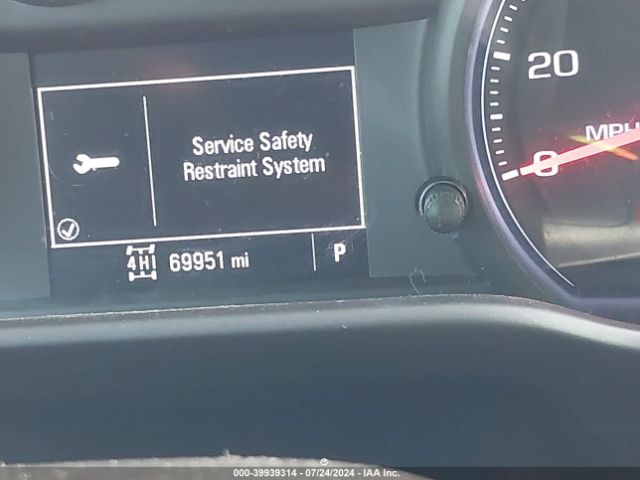 Service Safety
Restraint System
4HI 69951 mi P
20
MPH
0
000-39939314 / 07/24/2024 - IAA Inc.